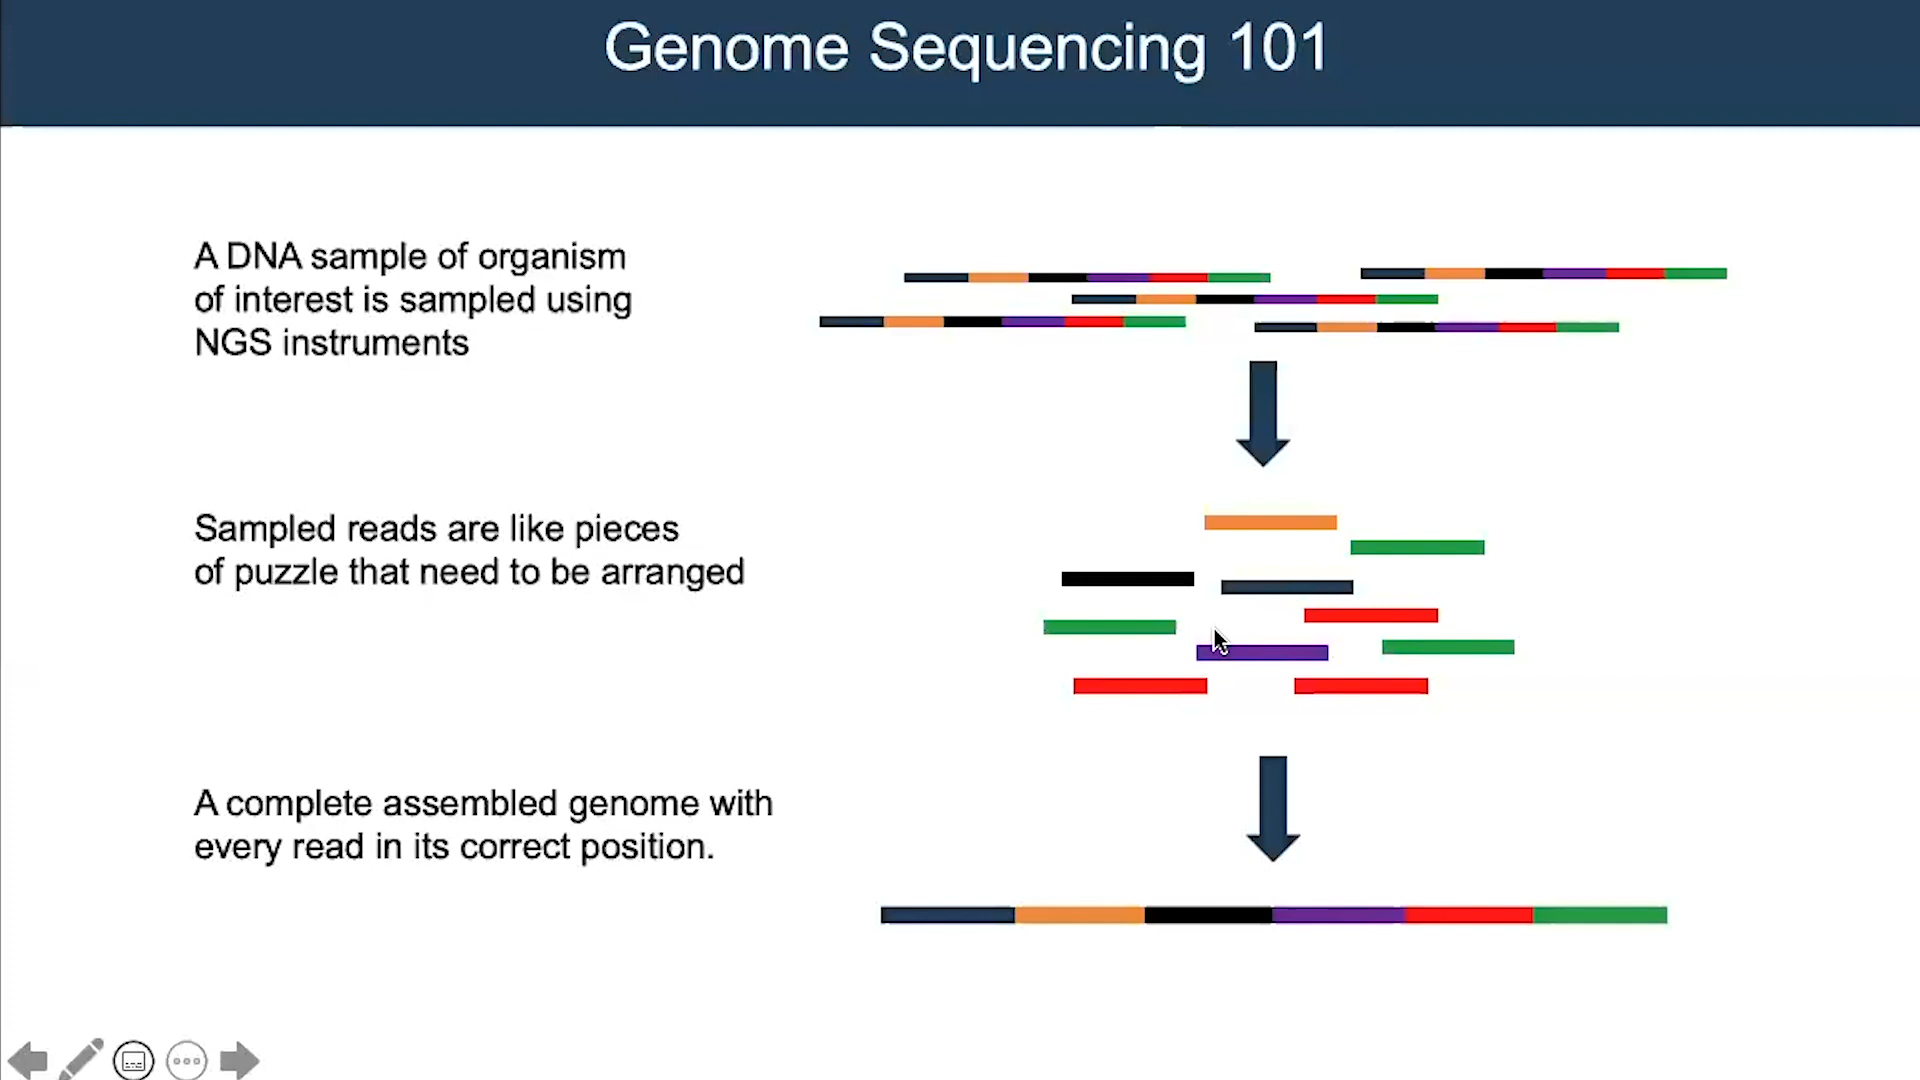 Genome Sequencing 101
A DNA sample of organism
of interest is sampled using
NGS instruments
Sampled reads are like pieces
of puzzle that need to be arranged
A complete assembled genome with
every read in its correct position.